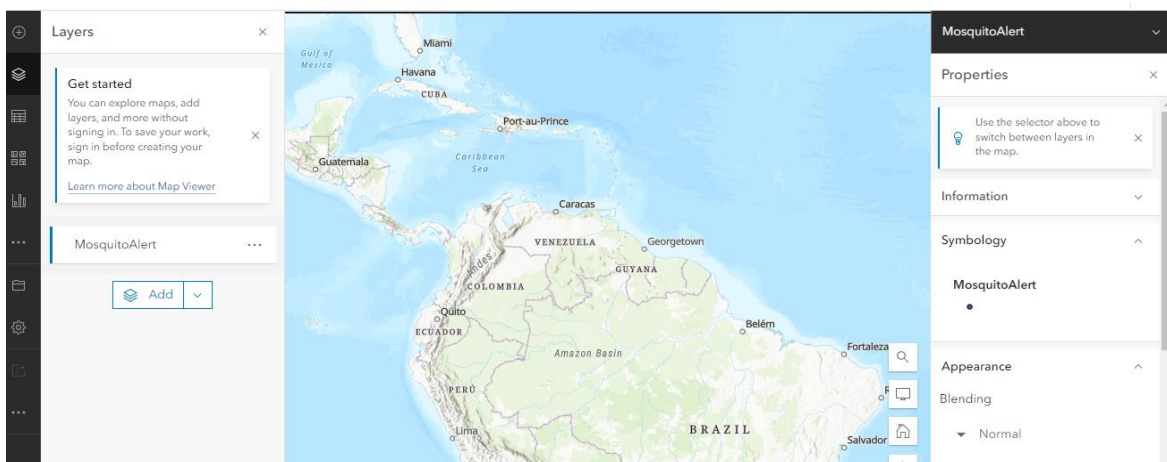 Layers
Get started
You can explore maps, add
layers, and more without
signing in. To save your work,
sign in before creating your
map.
Learn more about Map Viewer
MosquitoAlert
Add
Gulf of
Mexico
Miami
Havana
CUBA
Port-au-Prince
Guatemala
Caribbean
Sea
Caracas
VENEZUELA
Georgetown
GUYANA
Andes
COLOMBIA
Quito
ECUADOR
Belém
Amazon Basin
Fortaleza
PERÚ
R
Lima
BRAZIL
Salvador
MosquitoAlert
Properties
Use the selector above to
switch between layers in
the map.
Information
Symbology
MosquitoAlert
Appearance
Blending
Normal